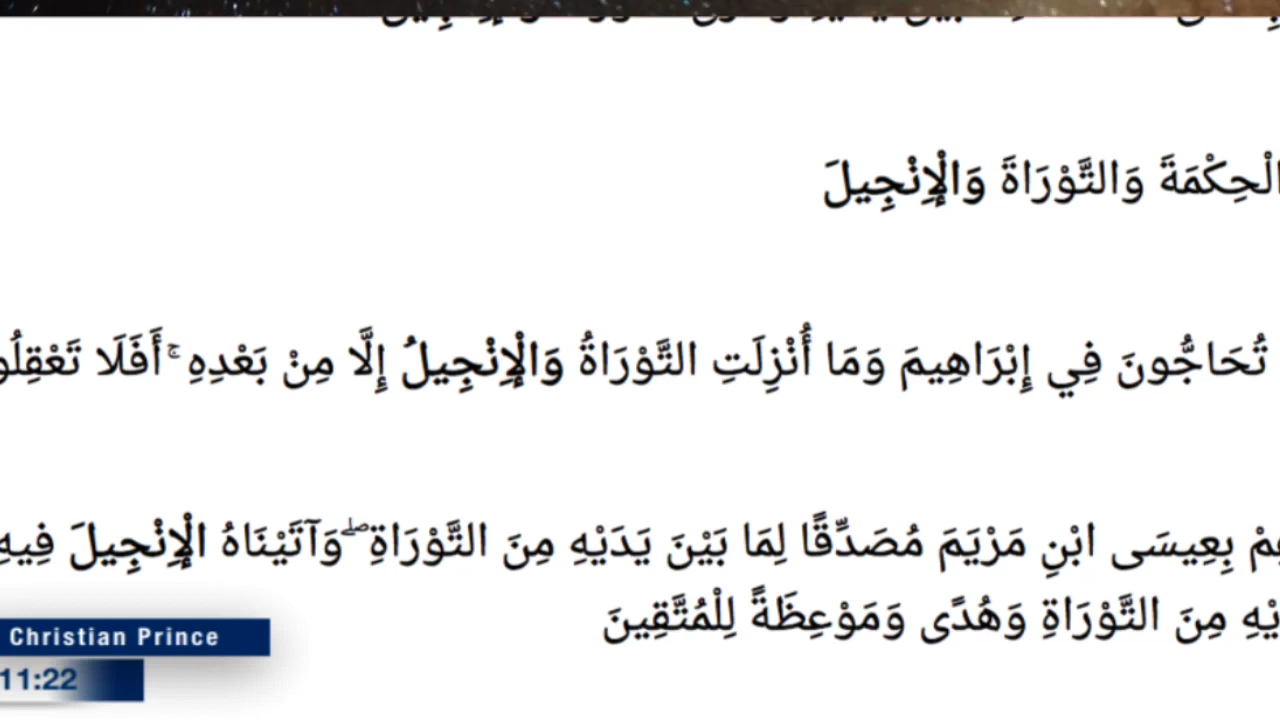 الْحِكْمَةَ وَالتَّوْرَاةَ وَالْإِنْجِيلَ
تُحَاجُّونَ فِي إِبْرَاهِيمَ وَمَا أُنْزِلَتِ التَّوْرَاةُ وَالْإِنْجِيلُ إِلَّا مِنْ بَعْدِهِ ۚ أَفَلَا تَعْقِلُو
بِعِيسَى ابْنِ مَرْيَمَ مُصَدِّقًا لِمَا بَيْنَ يَدَيْهِ مِنَ التَّوْرَاةِ ۖ وَآتَيْنَاهُ الْإِنْجِيلَ فِيهِ
مِنَ التَّوْرَاةِ وَهُدًى وَمَوْعِظَةً لِلْمُتَّقِينَ
Christian Prince
11:22